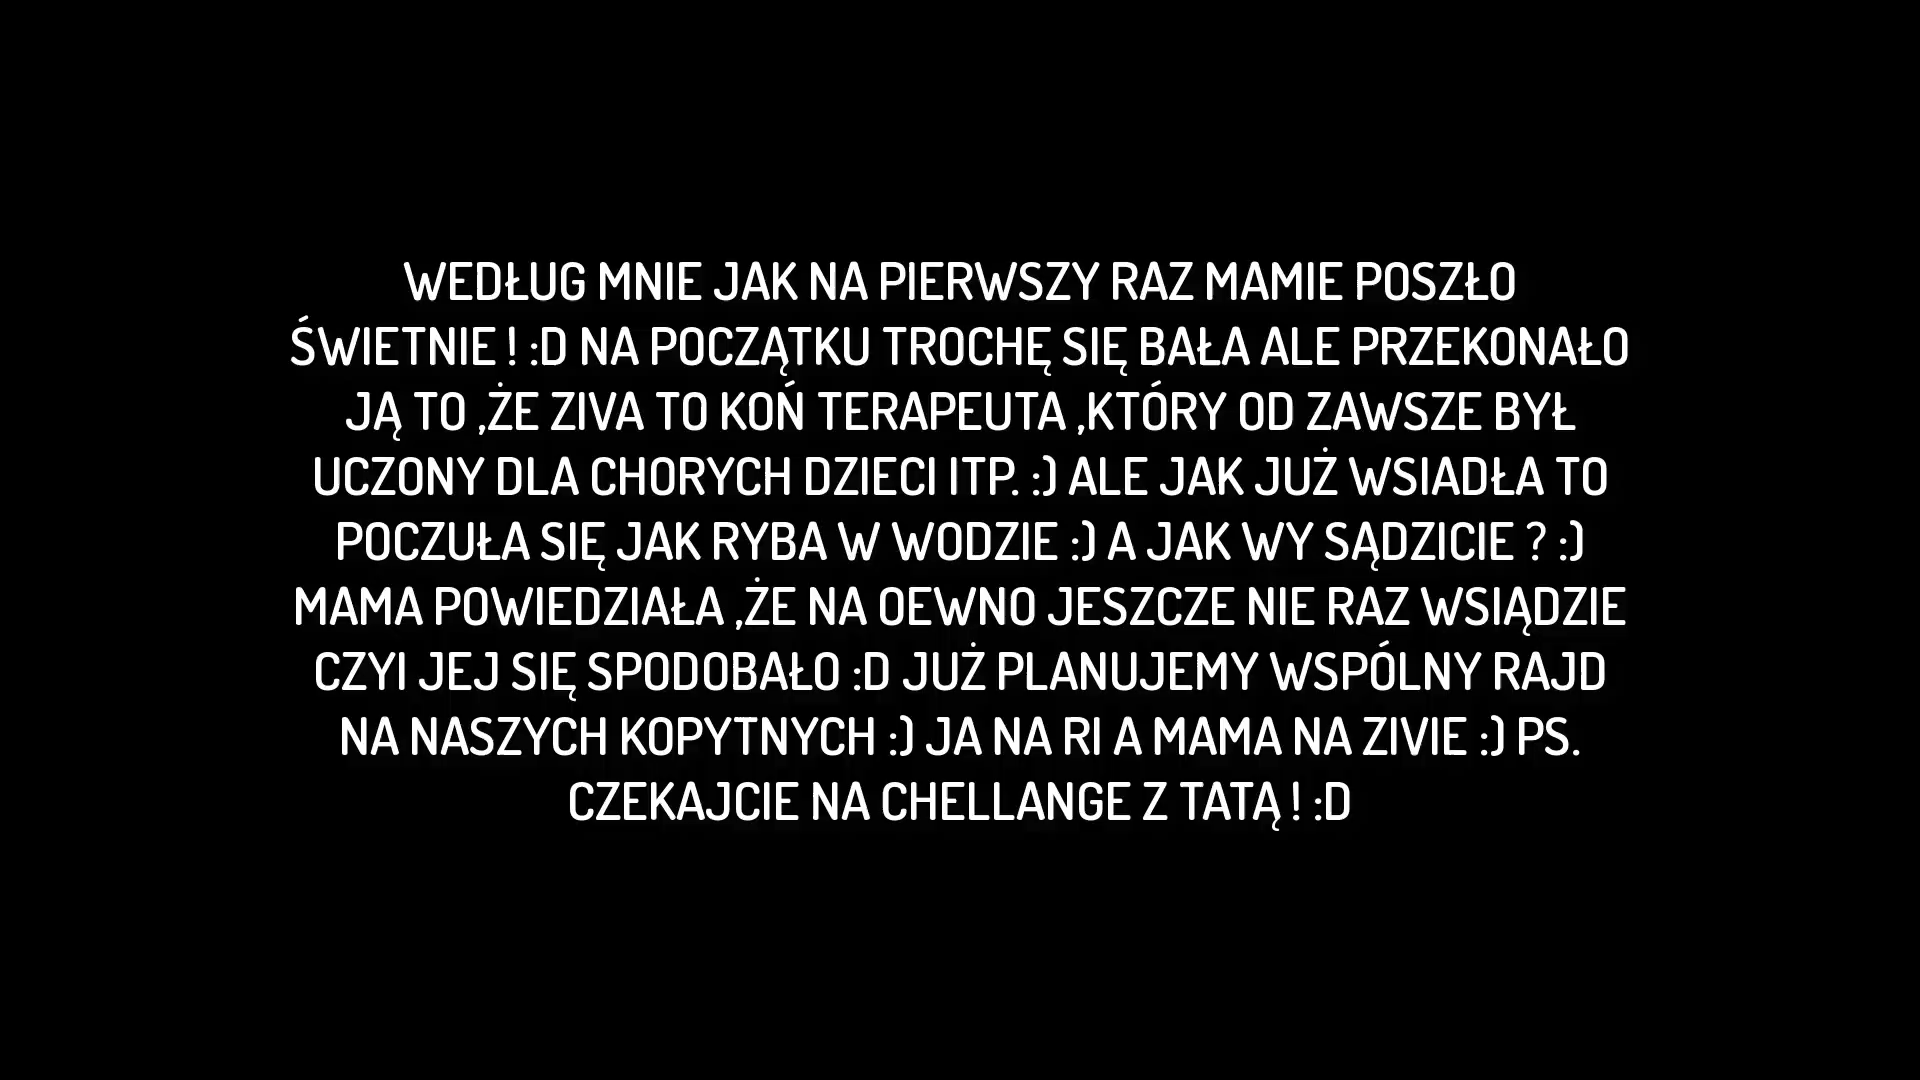 WEDŁUG MNIE JAK NA PIERWSZY RAZ MAMIE POSZŁO
ŚWIETNIE ! :D NA POCZĄTKU TROCHĘ SIĘ BAŁA ALE PRZEKONAŁO
JĄ TO ,ŻE ZIVA TO KOŃ TERAPEUTA ,KTÓRY OD ZAWSZE BYŁ
UCZONY DLA CHORYCH DZIECI ITP. :) ALE JAK JUŻ WSIADŁA TO
POCZUŁA SIĘ JAK RYBA W WODZIE :) A JAK WY SĄDZICIE ? :)
MAMA POWIEDZIAŁA ,ŻE NA OEWNO JESZCZE NIE RAZ WSIĄDZIE
CZYI JEJ SIĘ SPODOBAŁO :D JUŻ PLANUJEMY WSPÓLNY RAJD
NA NASZYCH KOPYTNYCH :) JA NA RI A MAMA NA ZIVIE :) PS.
CZEKAJCIE NA CHELLANGE Z TATĄ ! :D